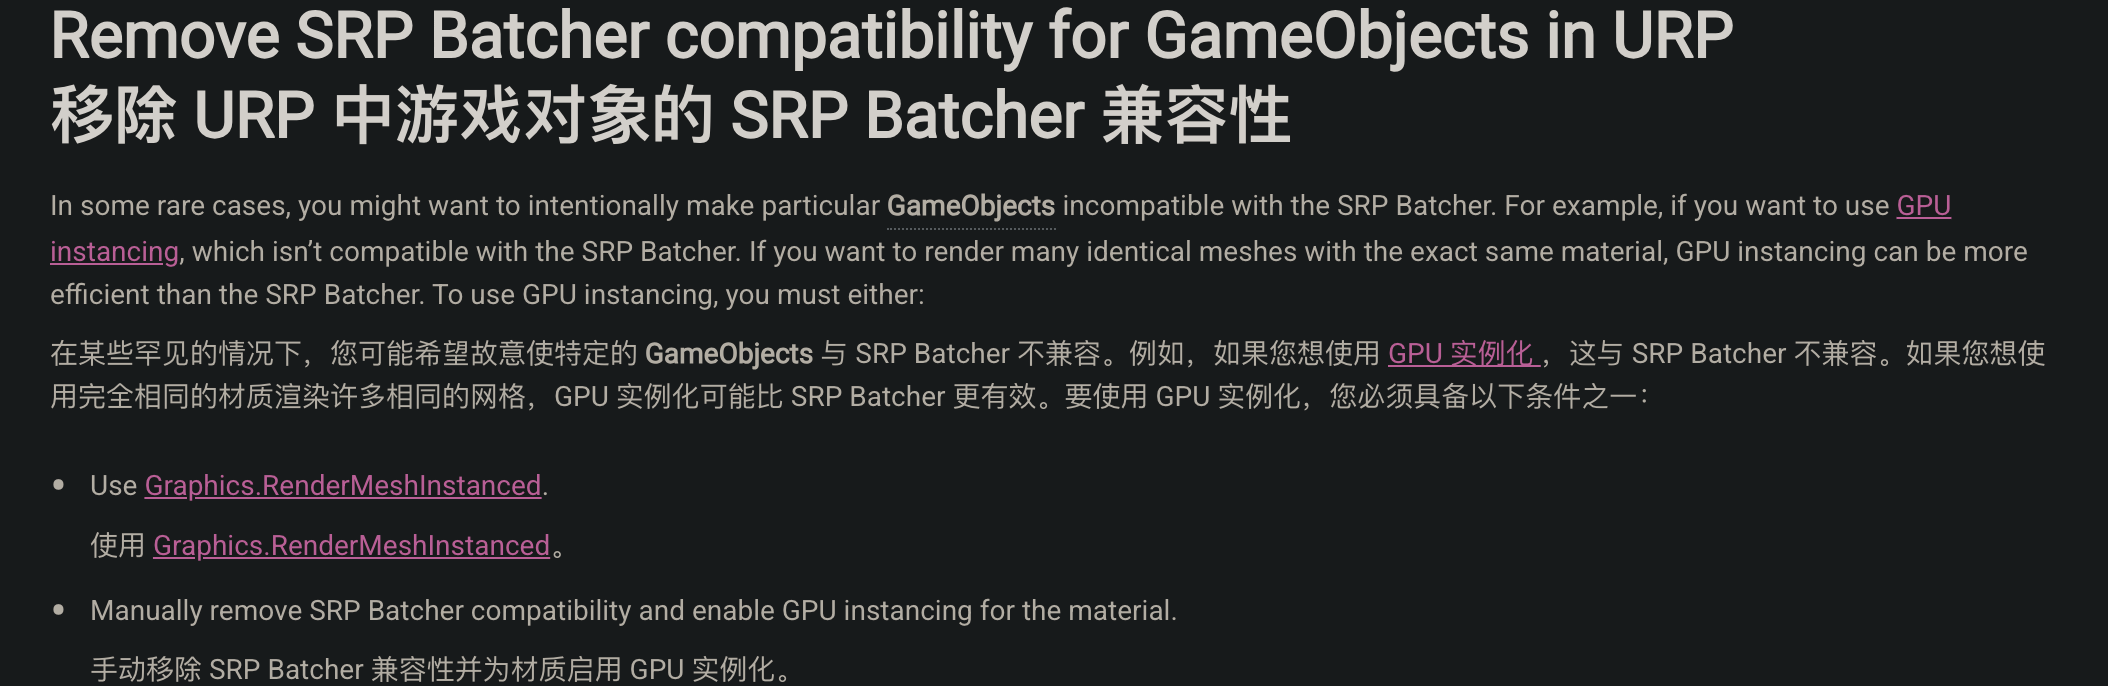 Remove SRP Batcher compatibility for GameObjects in URP
移除 URP 中游戏对象的 SRP Batcher 兼容性
In some rare cases, you might want to intentionally make particular GameObjects incompatible with the SRP Batcher. For example, if you want to use GPU
instancing, which isn’t compatible with the SRP Batcher. If you want to render many identical meshes with the exact same material, GPU instancing can be more
efficient than the SRP Batcher. To use GPU instancing, you must either:
在某些罕见的情况下，您可能希望故意使特定的 GameObjects 与 SRP Batcher 不兼容。例如，如果您想使用 GPU 实例化 ，这与 SRP Batcher 不兼容。如果您想使
用完全相同的材质渲染许多相同的网格，GPU 实例化可能比 SRP Batcher 更有效。要使用 GPU 实例化，您必须具备以下条件之一：
• Use Graphics.RenderMeshInstanced.
使用 Graphics.RenderMeshInstanced。
• Manually remove SRP Batcher compatibility and enable GPU instancing for the material.
手动移除 SRP Batcher 兼容性并为材质启用 GPU 实例化。